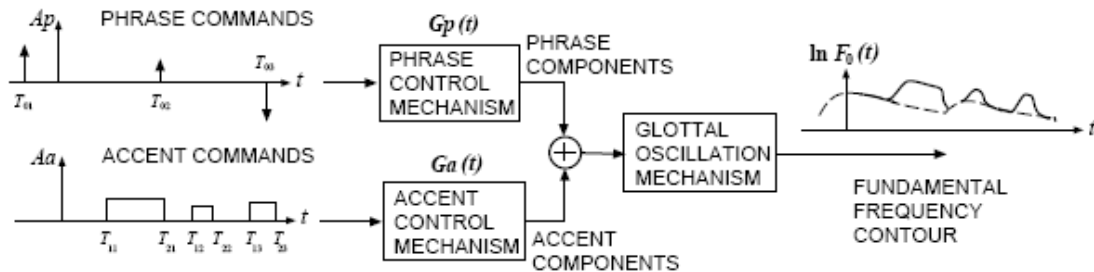 Ap PHRASE COMMANDS
T01 T02 T03 t
Gp (t)
PHRASE
CONTROL
MECHANISM
PHRASE
COMPONENTS
Aa ACCENT COMMANDS
T11 T21 T12 T22 T13 T23 t
Ga (t)
ACCENT
CONTROL
MECHANISM
ACCENT
COMPONENTS
+
GLOTTAL
OSCILLATION
MECHANISM
ln F0 (t)
t
FUNDAMENTAL
FREQUENCY
CONTOUR